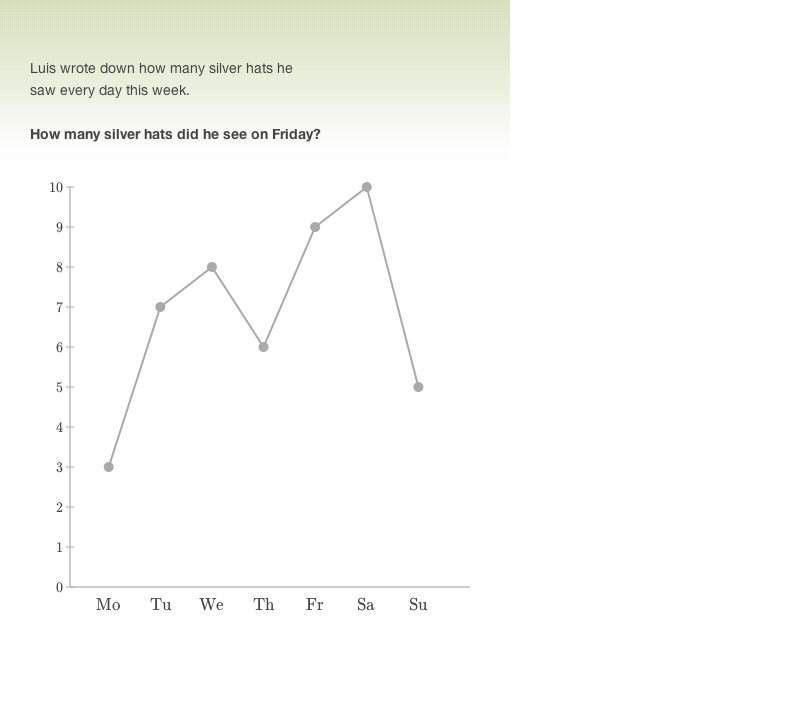 Luis wrote down how many silver hats he
saw every day this week.
How many silver hats did he see on Friday?
10
9
8
7
6
5
4
3
2
1
0
Mo Tu We Th Fr Sa Su